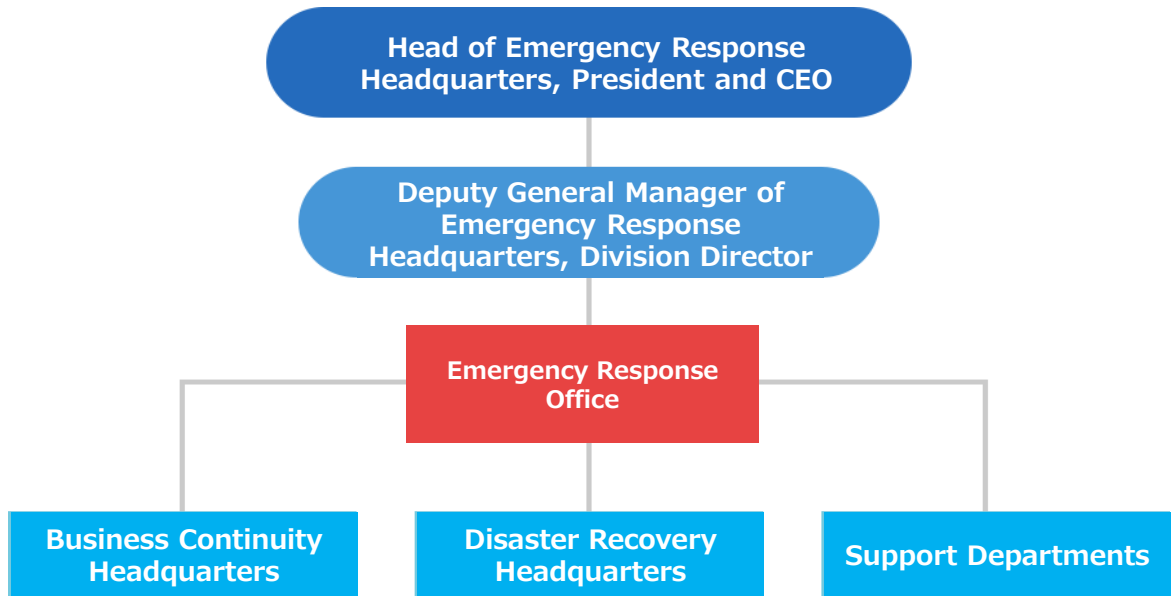 Head of Emergency Response
Headquarters, President and CEO
Deputy General Manager of
Emergency Response
Headquarters, Division Director
Emergency Response
Office
Business Continuity
Headquarters
Disaster Recovery
Headquarters
Support Departments